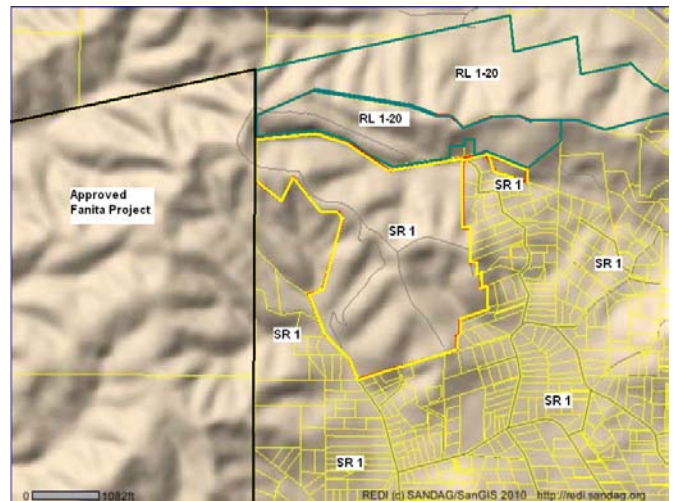 RL 1-20
RL 1-20
SR 1
Approved
Fanita Project
SR 1
SR 1
SR 1
SR 1
SR 1
0 1082ft
REDI (c) SANDAG/SanGIS 2010 http://redi.sandag.org